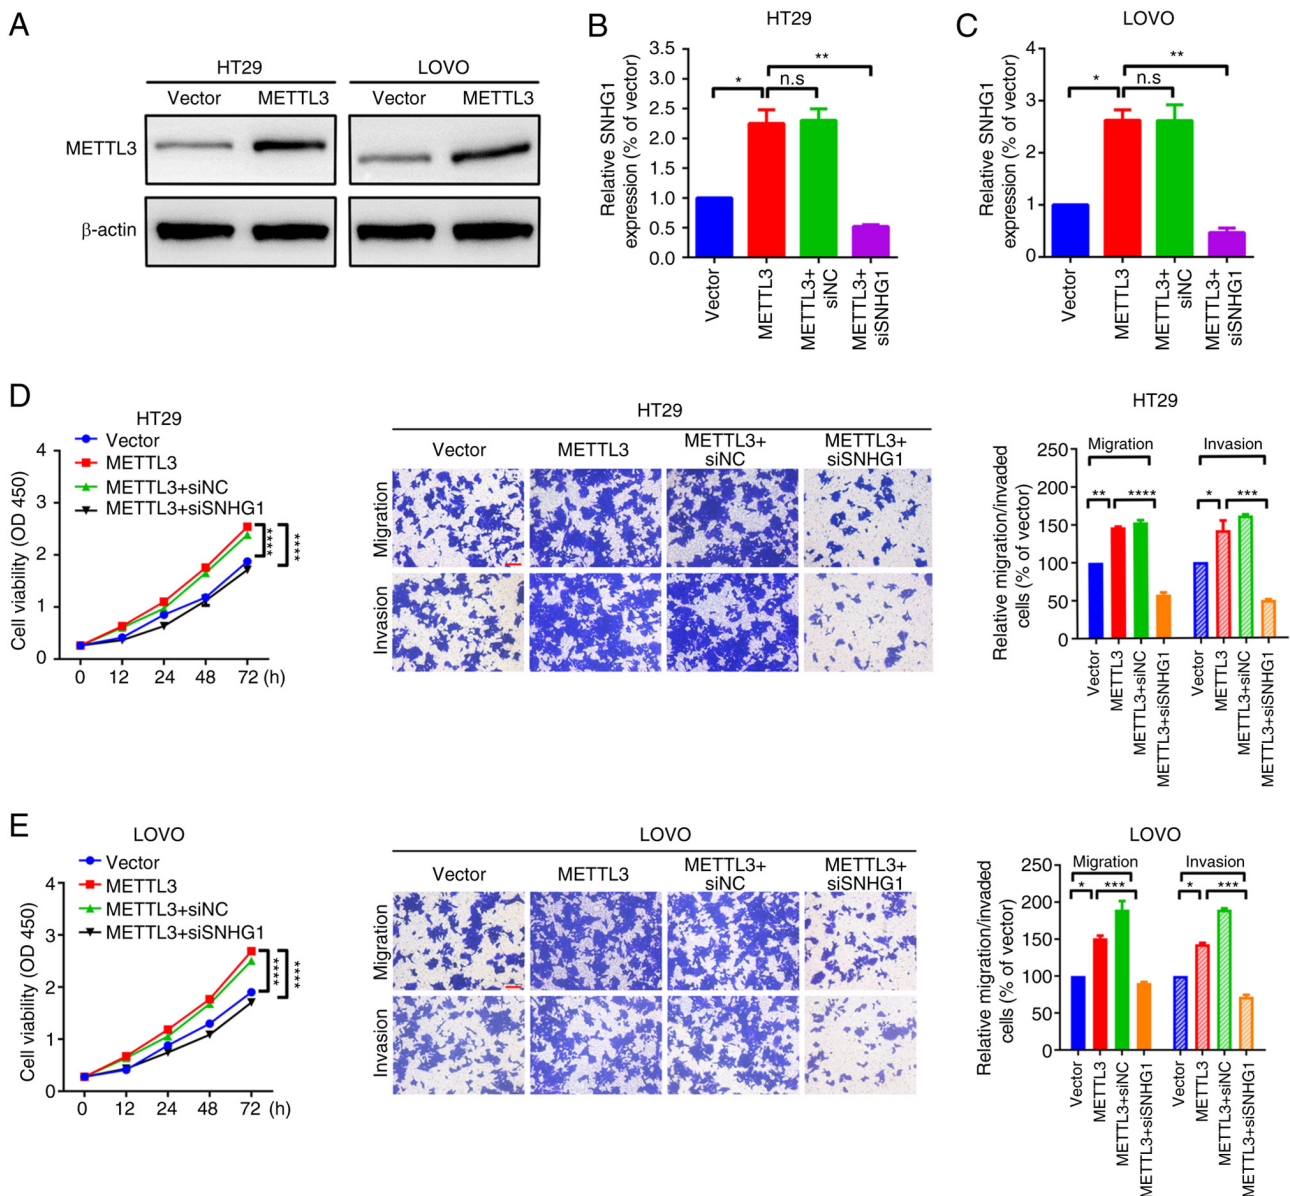 A
HT29
LOVO
Vector
METTL3
Vector
METTL3
METTL3
β-actin
B
HT29
Relative SNHG1
expression (% of vector)
3.5
3.0
2.5
2.0
1.5
1.0
0.5
0.0
*
n.s
**
Vector
METTL3
METTL3+
siNC
METTL3+
siSNHG1
C
LOVO
Relative SNHG1
expression (% of vector)
4
3
2
1
0
*
n.s
**
Vector
METTL3
METTL3+
siNC
METTL3+
siSNHG1
D
HT29
Vector
METTL3
METTL3+siNC
METTL3+siSNHG1
Cell viability (OD 450)
4
3
2
1
0
0 12 24 48 72 (h)
****
****
HT29
Vector
METTL3
METTL3+
siNC
METTL3+
siSNHG1
Migration
Invasion
HT29
Relative migration/invaded
cells (% of vector)
250
200
150
100
50
0
Migration
Invasion
** **** * ***
Vector
METTL3
METTL3+siNC
METTL3+siSNHG1
Vector
METTL3
METTL3+siNC
METTL3+siSNHG1
E
LOVO
Vector
METTL3
METTL3+siNC
METTL3+siSNHG1
Cell viability (OD 450)
4
3
2
1
0
0 12 24 48 72 (h)
****
****
LOVO
Vector
METTL3
METTL3+
siNC
METTL3+
siSNHG1
Migration
Invasion
LOVO
Relative migration/invaded
cells (% of vector)
250
200
150
100
50
0
Migration
Invasion
* *** * ***
Vector
METTL3
METTL3+siNC
METTL3+siSNHG1
Vector
METTL3
METTL3+siNC
METTL3+siSNHG1